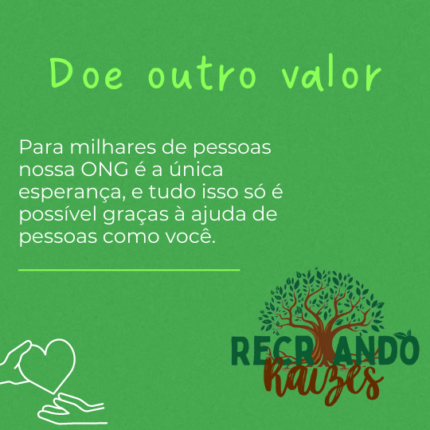 Doe outro valor
Para milhares de pessoas
nossa ONG é a única
esperança, e tudo isso só é
possível graças à ajuda de
pessoas como você.
RECRIANDO
Raízes